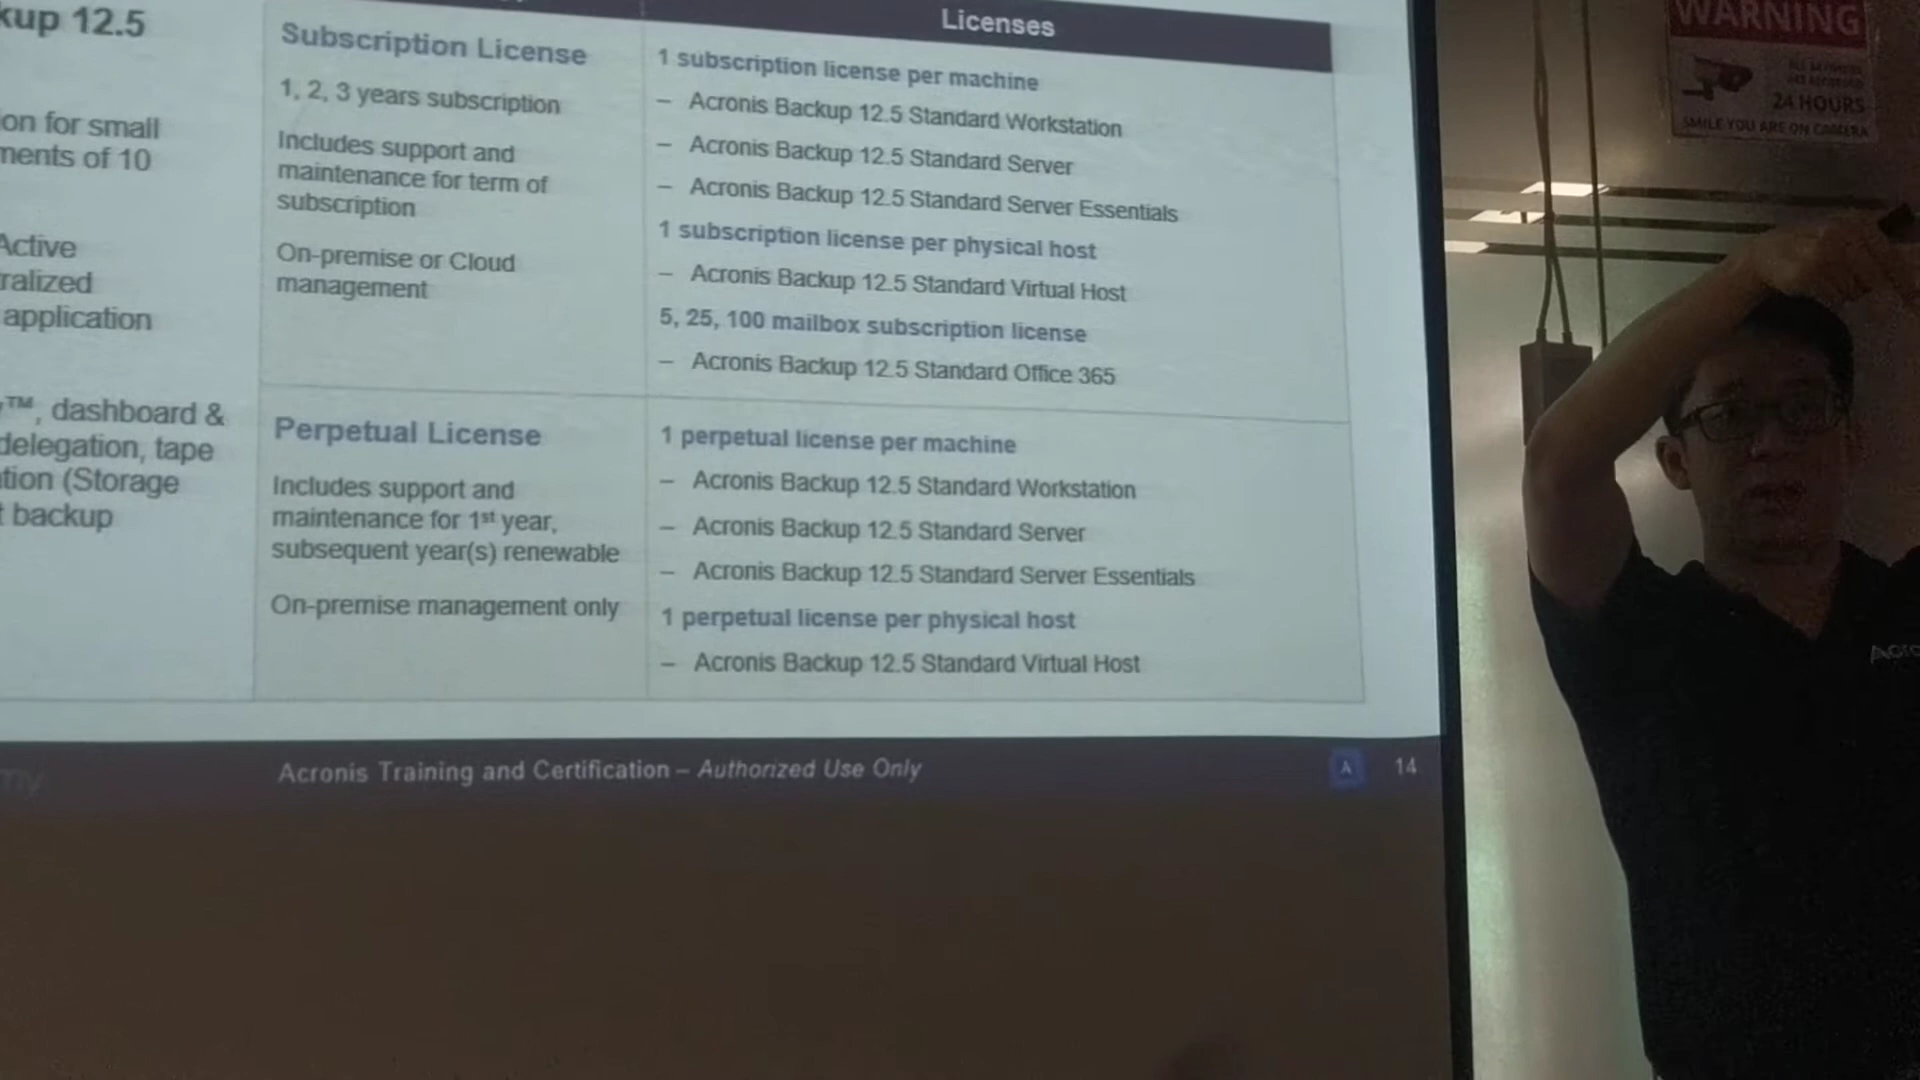 kup 12.5
on for small
ments of 10
Active
ralized
application
™, dashboard &
delegation, tape
tion (Storage
t backup
Subscription License
1, 2, 3 years subscription
Includes support and
maintenance for term of
subscription
On-premise or Cloud
management
Licenses
1 subscription license per machine
– Acronis Backup 12.5 Standard Workstation
– Acronis Backup 12.5 Standard Server
– Acronis Backup 12.5 Standard Server Essentials
1 subscription license per physical host
– Acronis Backup 12.5 Standard Virtual Host
5, 25, 100 mailbox subscription license
– Acronis Backup 12.5 Standard Office 365
Perpetual License
Includes support and
maintenance for 1st year,
subsequent year(s) renewable
On-premise management only
1 perpetual license per machine
– Acronis Backup 12.5 Standard Workstation
– Acronis Backup 12.5 Standard Server
– Acronis Backup 12.5 Standard Server Essentials
1 perpetual license per physical host
– Acronis Backup 12.5 Standard Virtual Host
my
Acronis Training and Certification – Authorized Use Only
A 14
WARNING
24 HOURS
SMILE YOU ARE ON CAMERA
Acro